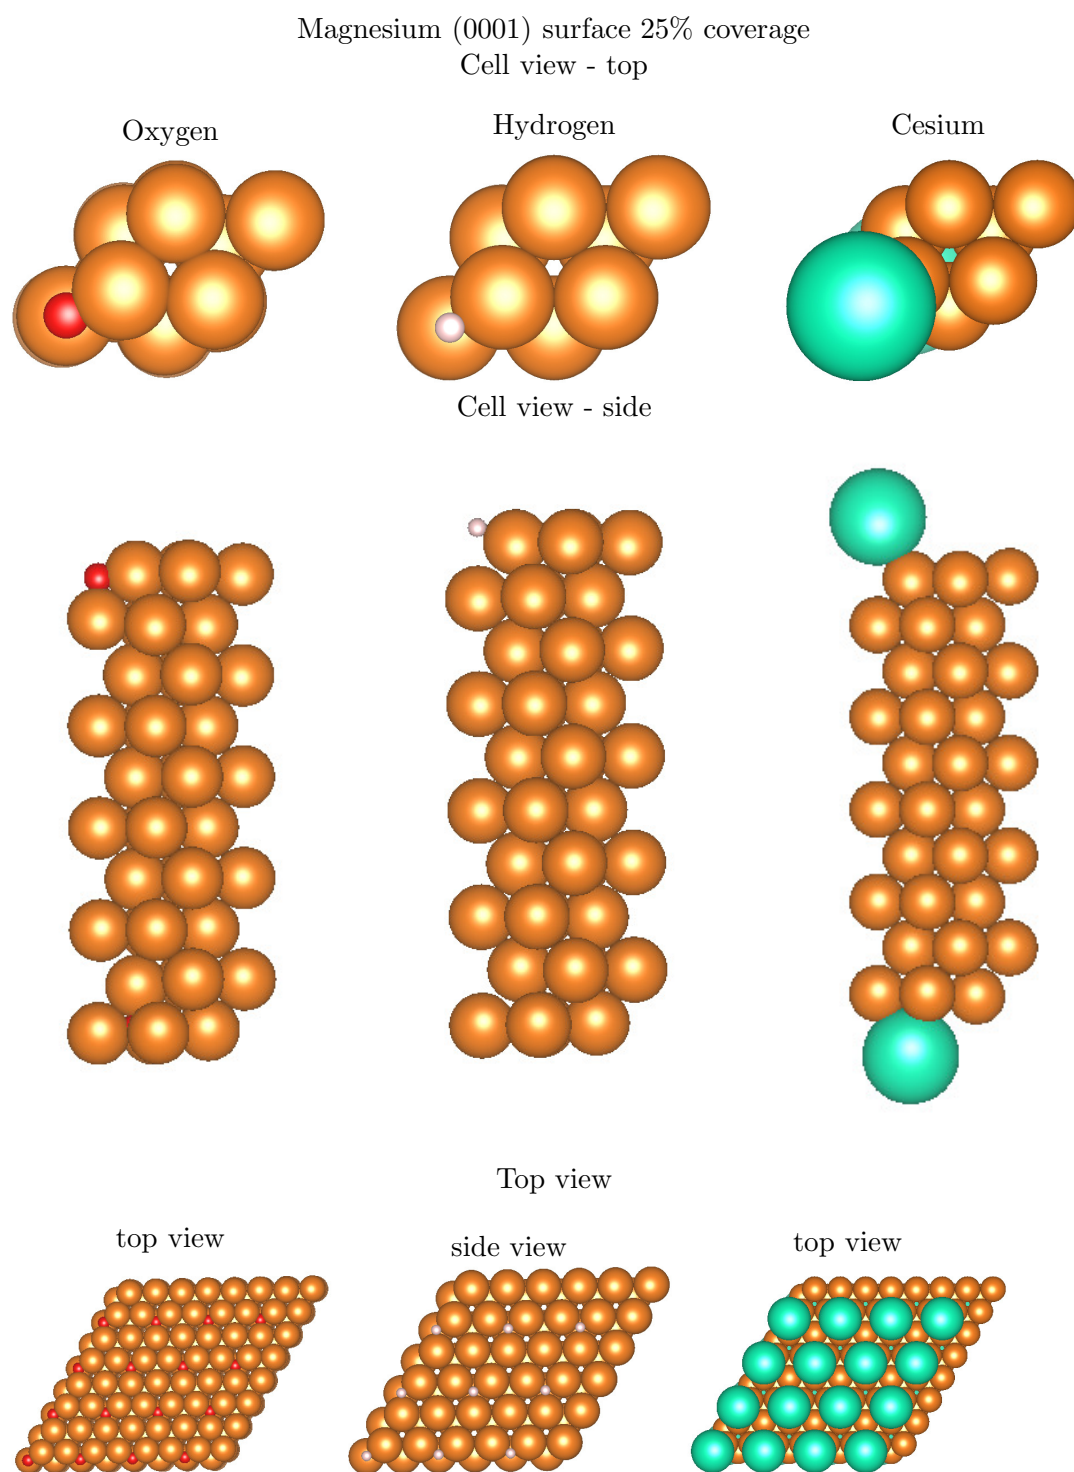 Magnesium (0001) surface 25% coverage
Cell view - top
Oxygen
Hydrogen
Cesium
Cell view - side
Top view
top view
side view
top view